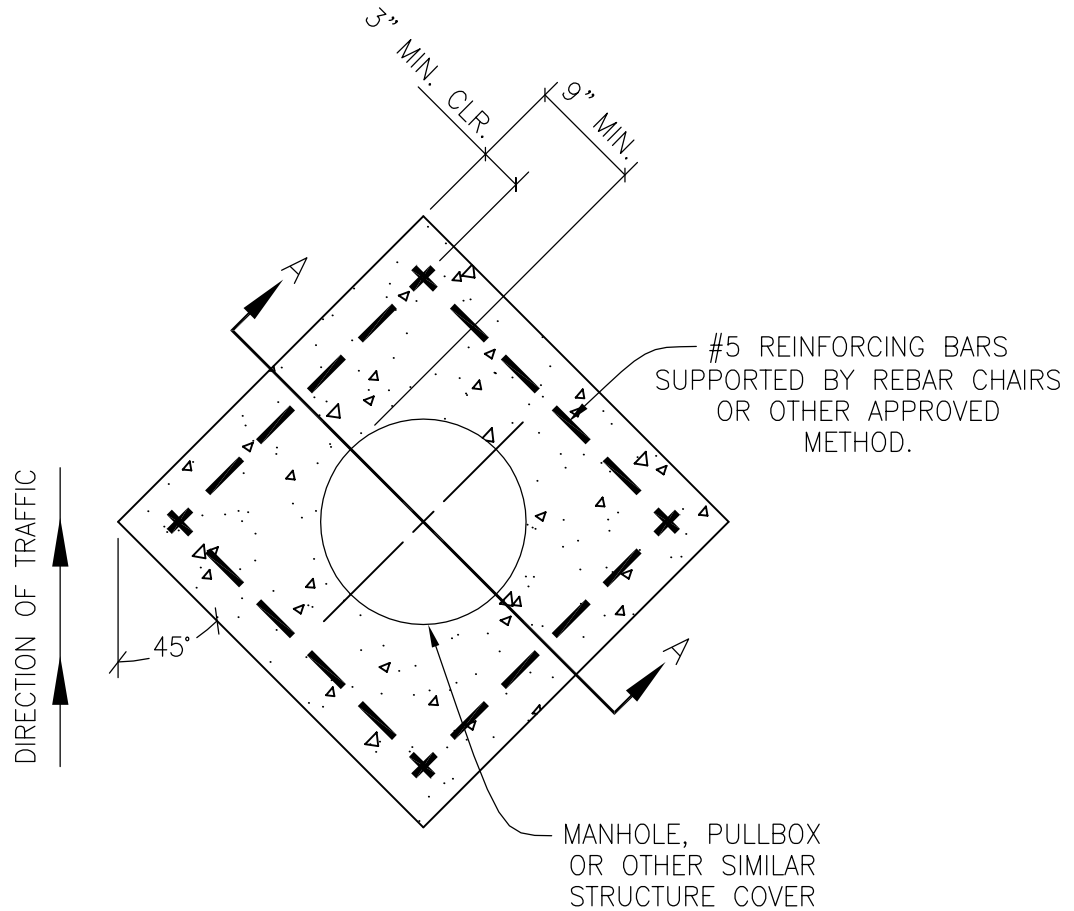 3" MIN. CLR.
9" MIN.
A
#5 REINFORCING BARS
SUPPORTED BY REBAR CHAIRS
OR OTHER APPROVED
METHOD.
DIRECTION OF TRAFFIC
45°
A
MANHOLE, PULLBOX
OR OTHER SIMILAR
STRUCTURE COVER